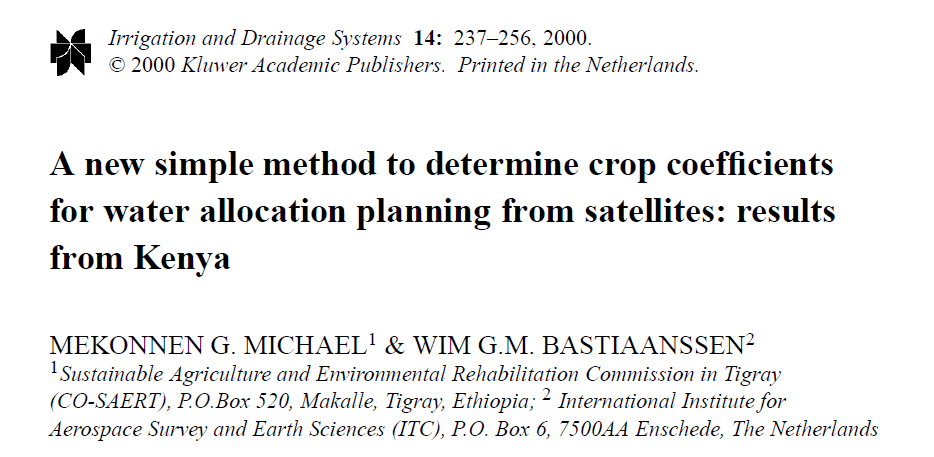 Irrigation and Drainage Systems 14: 237–256, 2000.
© 2000 Kluwer Academic Publishers. Printed in the Netherlands.
A new simple method to determine crop coefficients
for water allocation planning from satellites: results
from Kenya
MEKONNEN G. MICHAEL¹ & WIM G.M. BASTIAANSSEN²
¹Sustainable Agriculture and Environmental Rehabilitation Commission in Tigray
(CO-SAERT), P.O.Box 520, Makalle, Tigray, Ethiopia; ² International Institute for
Aerospace Survey and Earth Sciences (ITC), P.O. Box 6, 7500AA Enschede, The Netherlands